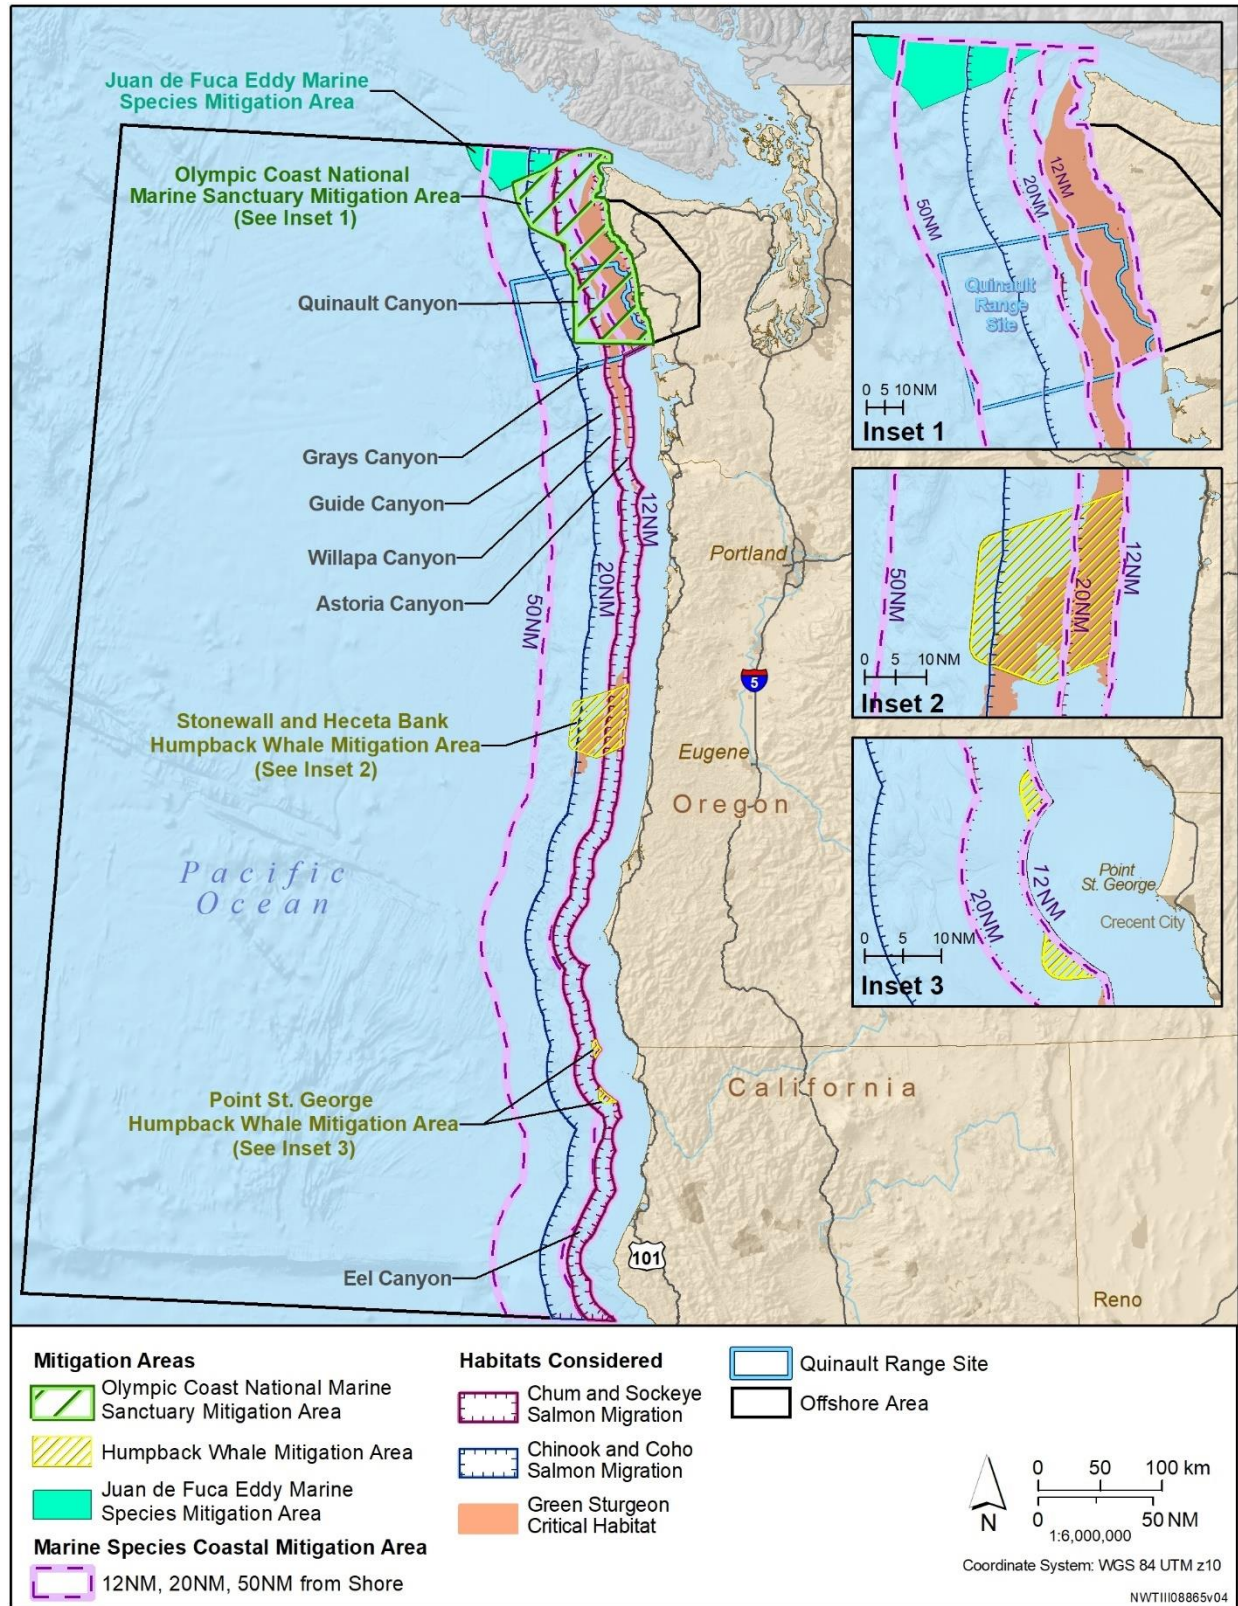 Juan de Fuca Eddy Marine
Species Mitigation Area
Olympic Coast National
Marine Sanctuary Mitigation Area
(See Inset 1)
Quinault Canyon
Grays Canyon
Guide Canyon
Willapa Canyon
Astoria Canyon
12NM
20NM
50NM
Portland
5
Stonewall and Heceta Bank
Humpback Whale Mitigation Area
(See Inset 2)
Eugene
Oregon
Pacific
Ocean
Point St. George
Humpback Whale Mitigation Area
(See Inset 3)
California
Eel Canyon
101
Reno
50NM
20NM
12NM
Quinault
Range
Site
0 5 10 NM
Inset 1
50NM
20NM
12NM
0 5 10 NM
Inset 2
20NM
12NM
Point
St. George
Crescent City
0 5 10 NM
Inset 3
Mitigation Areas
Olympic Coast National Marine
Sanctuary Mitigation Area
Humpback Whale Mitigation Area
Juan de Fuca Eddy Marine
Species Mitigation Area
Marine Species Coastal Mitigation Area
12NM, 20NM, 50NM from Shore
Habitats Considered
Chum and Sockeye
Salmon Migration
Chinook and Coho
Salmon Migration
Green Sturgeon
Critical Habitat
Quinault Range Site
Offshore Area
N
0 50 100 km
0 50 NM
1:6,000,000
Coordinate System: WGS 84 UTM z10
NWTIII08865v04